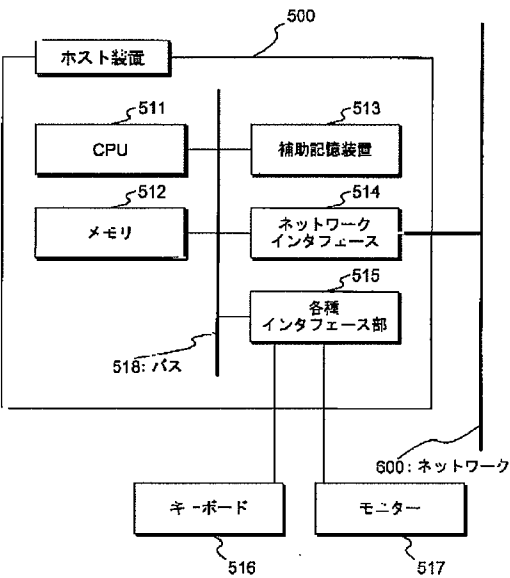 500
ホスト装置
511
CPU
513
補助記憶装置
512
メモリ
514
ネットワーク
インタフェース
515
各種
インタフェース部
518:バス
600:ネットワーク
キーボード
516
モニター
517